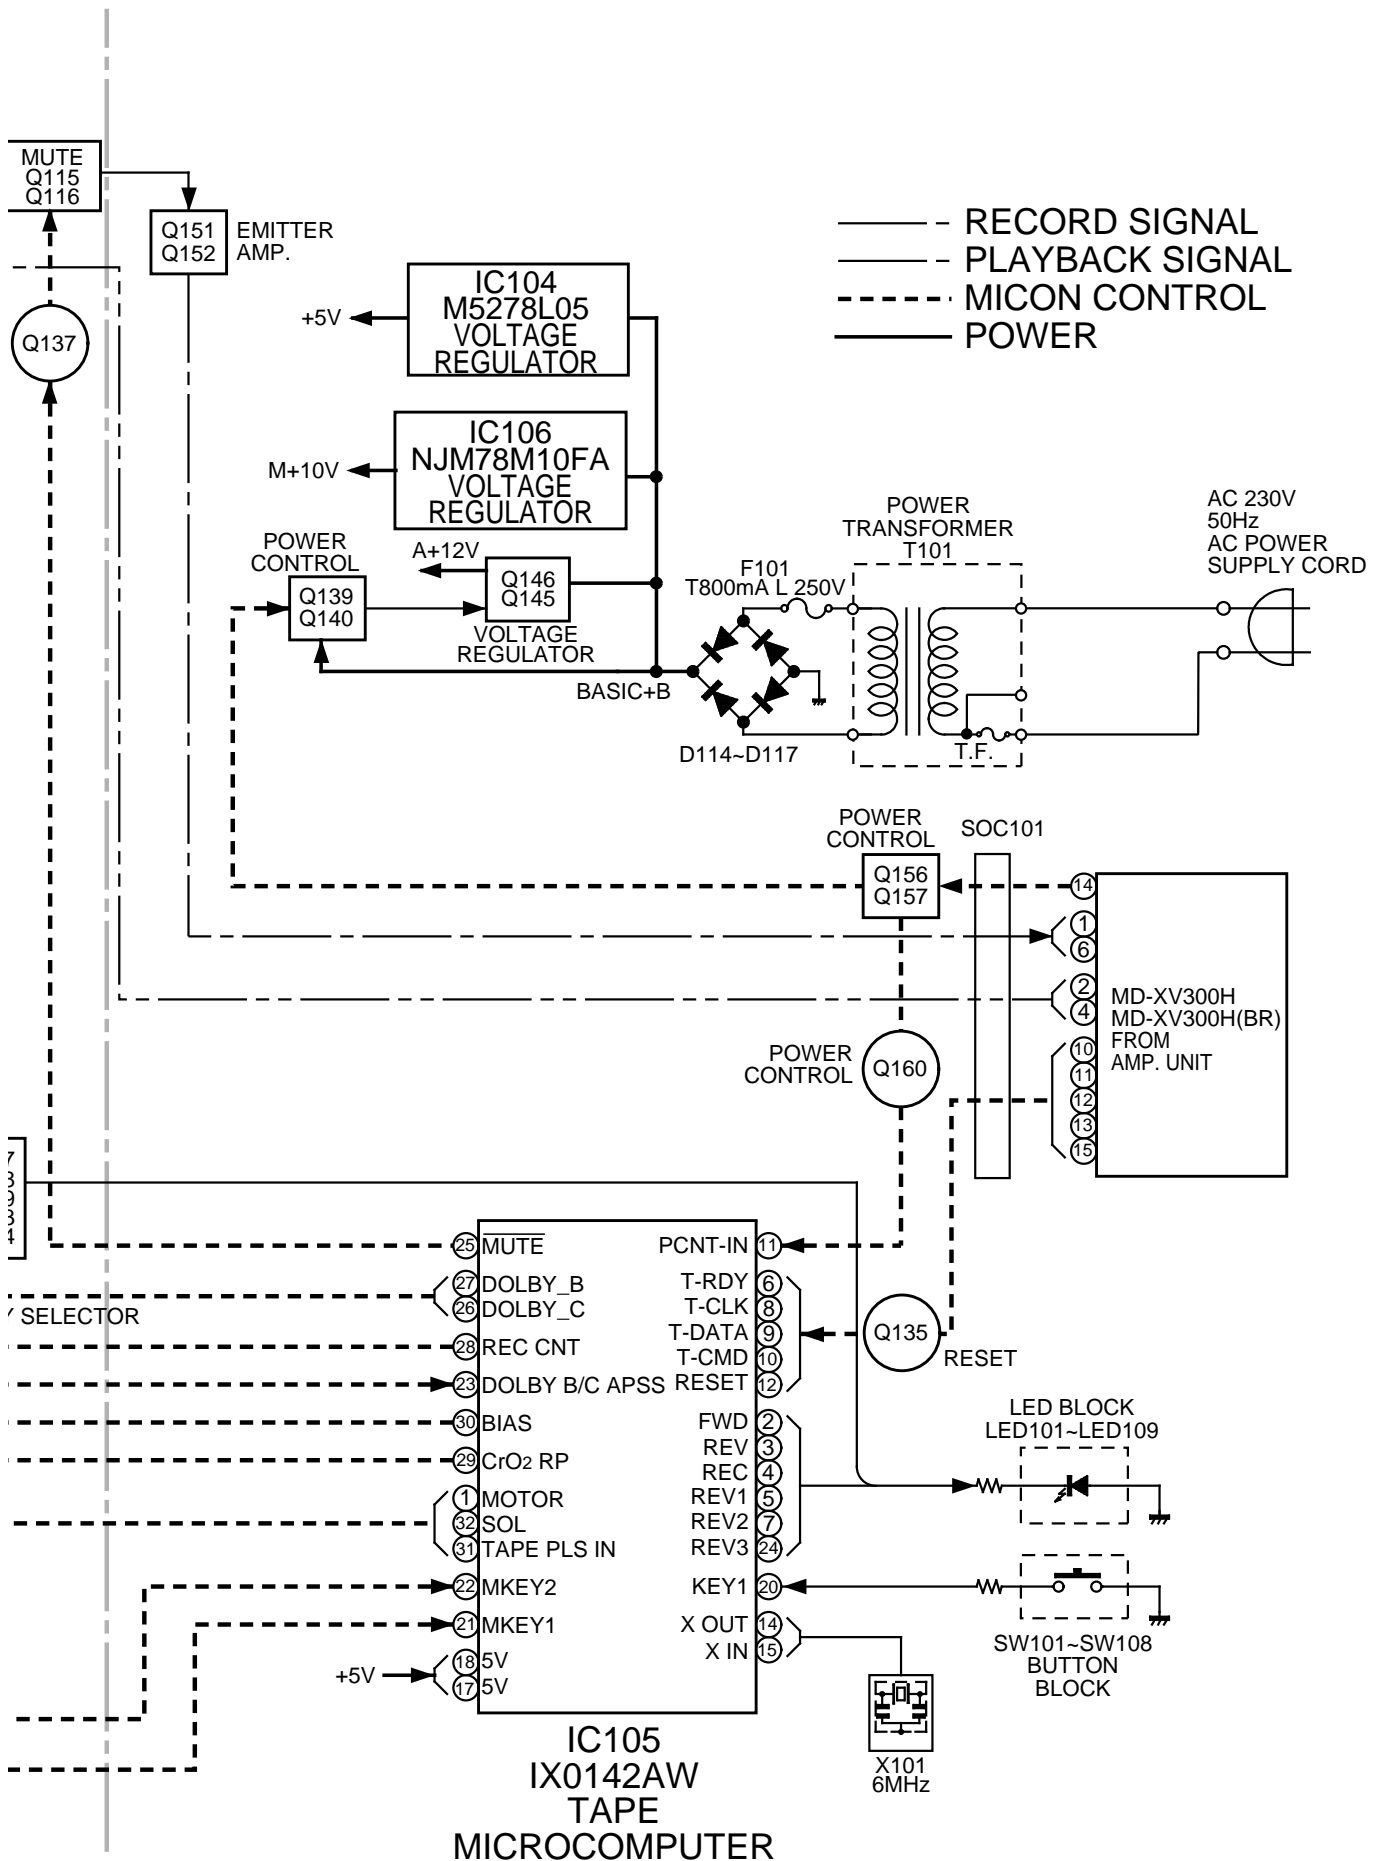 MUTE
Q115
Q116
Q151
Q152
EMITTER
AMP.
Q137
RECORD SIGNAL
PLAYBACK SIGNAL
MICON CONTROL
POWER
IC104
M5278L05
VOLTAGE
REGULATOR
+5V
IC106
NJM78M10FA
VOLTAGE
REGULATOR
M+10V
POWER
CONTROL
Q139
Q140
A+12V
Q146
Q145
VOLTAGE
REGULATOR
BASIC+B
F101
T800mA L 250V
D114~D117
POWER
TRANSFORMER
T101
T.F.
AC 230V
50Hz
AC POWER
SUPPLY CORD
POWER
CONTROL
Q156
Q157
SOC101
14
1
6
2
4
10
11
12
13
15
MD-XV300H
MD-XV300H(BR)
FROM
AMP. UNIT
POWER
CONTROL
Q160
Q135
RESET
SELECTOR
25 MUTE
27 DOLBY_B
26 DOLBY_C
28 REC CNT
23 DOLBY B/C APSS
30 BIAS
29 CrO2 RP
1 MOTOR
32 SOL
31 TAPE PLS IN
22 MKEY2
21 MKEY1
18 5V
17 5V
+5V
PCNT-IN 11
T-RDY 6
T-CLK 8
T-DATA 9
T-CMD 10
RESET 12
FWD 2
REV 3
REC 4
REV1 5
REV2 7
REV3 24
KEY1 20
X OUT 14
X IN 15
IC105
IX0142AW
TAPE
MICROCOMPUTER
LED BLOCK
LED101~LED109
SW101~SW108
BUTTON
BLOCK
X101
6MHz